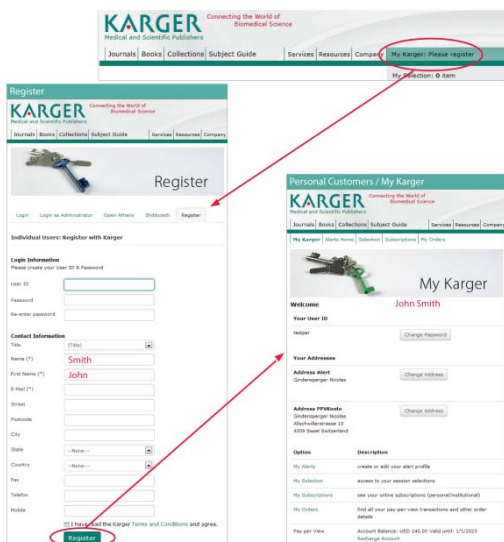 KARGER
Medical and Scientific Publishers
Connecting the World of
Biomedical Science
Journals Books Collections Subject Guide Services Resources Company My Karger: Please register
My Selection: 0 item
Register
KARGER
Medical and Scientific Publishers
Connecting the World of
Biomedical Science
Journals Books Collections Subject Guide Services Resources Company
Register
Login Login as Administrator Open Athens Shibboleth Register
Individual Users: Register with Karger
Login Information
Please create your User ID & Password
User ID
Password
Re-enter password
Contact Information
Title (Title)
Name (*) Smith
First Name (*) John
E-Mail (*)
Street
Postcode
City
State --None--
Country --None--
Fax
Telefon
Mobile
I have read the Karger Terms and Conditions and agree.
Register
Personal Customers / My Karger
KARGER
Medical and Scientific Publishers
Connecting the World of
Biomedical Science
Journals Books Collections Subject Guide Services Resources Company
My Karger Alerts Home Selection Subscriptions My Orders
My Karger
Welcome John Smith
Your User ID
temper Change Password
Your Addresses
Address Alert Change Address
Gindensperger Nicolas
Address PPVKonto Change Address
Gindensperger Nicolas
Allschwilerstrasse 10
4009 Basel Switzerland
Option Description
My Alerts create or edit your alert profile
My Selection access to your session selections
My Subscriptions see your online subscriptions (personal/institutional)
My Orders find all your pay-per-view transactions and other order
details
Pay per View Account Balance: USD 340.00 Valid until: 1/1/2025
Recharge Account